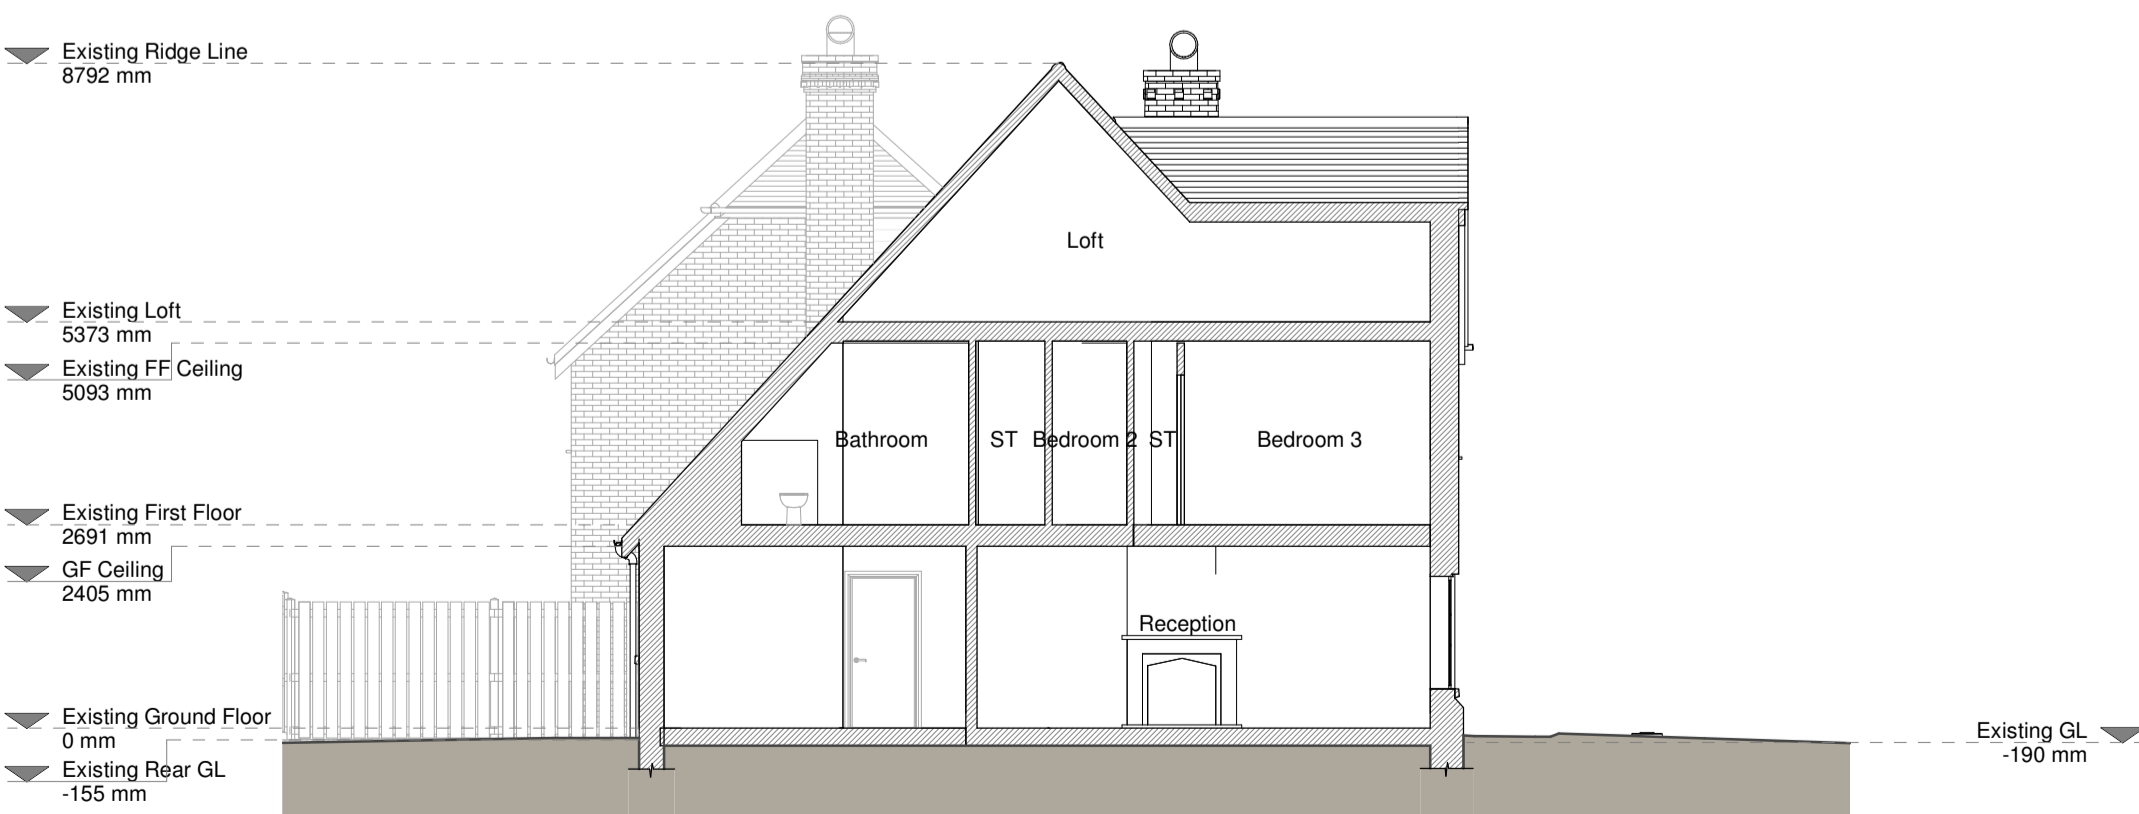 Existing Ridge Line
8792 mm
Loft
Existing Loft
5373 mm
Existing FF Ceiling
5093 mm
Bathroom
ST
Bedroom 2
ST
Bedroom 3
Existing First Floor
2691 mm
GF Ceiling
2405 mm
Reception
Existing Ground Floor
0 mm
Existing Rear GL
-155 mm
Existing GL
-190 mm